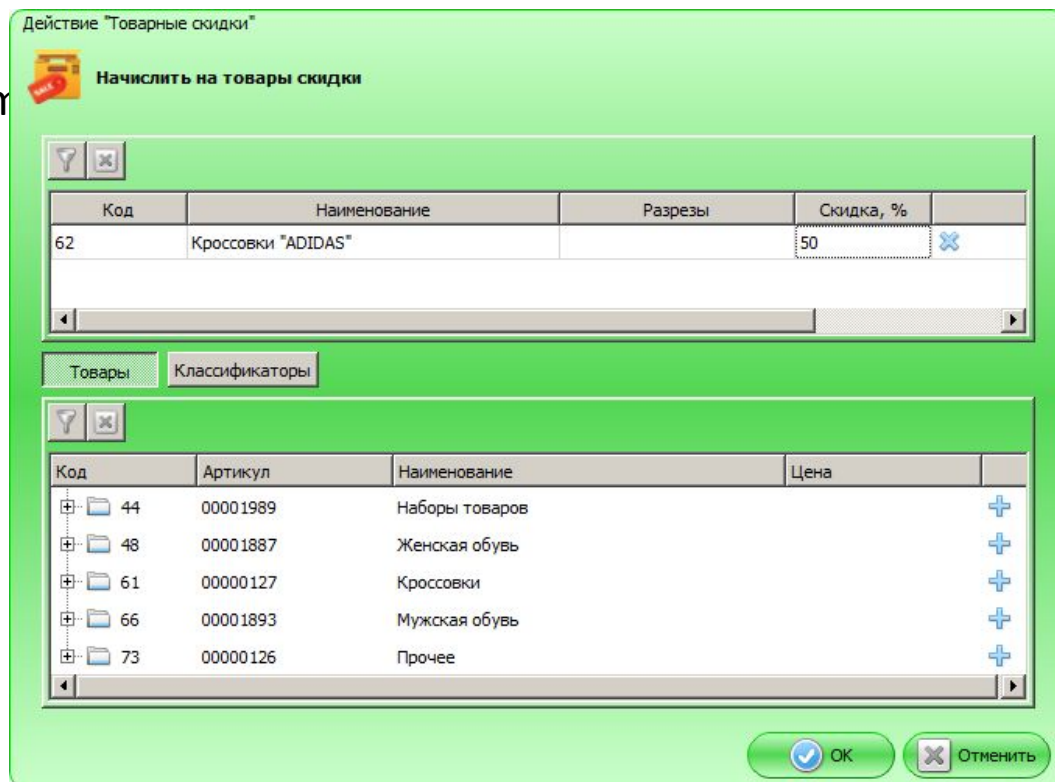 Действие "Товарные скидки"
SALE
Начислить на товары скидки
Код Наименование Разрезы Скидка, %
62 Кроссовки "ADIDAS" 50
Товары Классификаторы
Код Артикул Наименование Цена
44 00001989 Наборы товаров
48 00001887 Женская обувь
61 00000127 Кроссовки
66 00001893 Мужская обувь
73 00000126 Прочее
OK Отменить